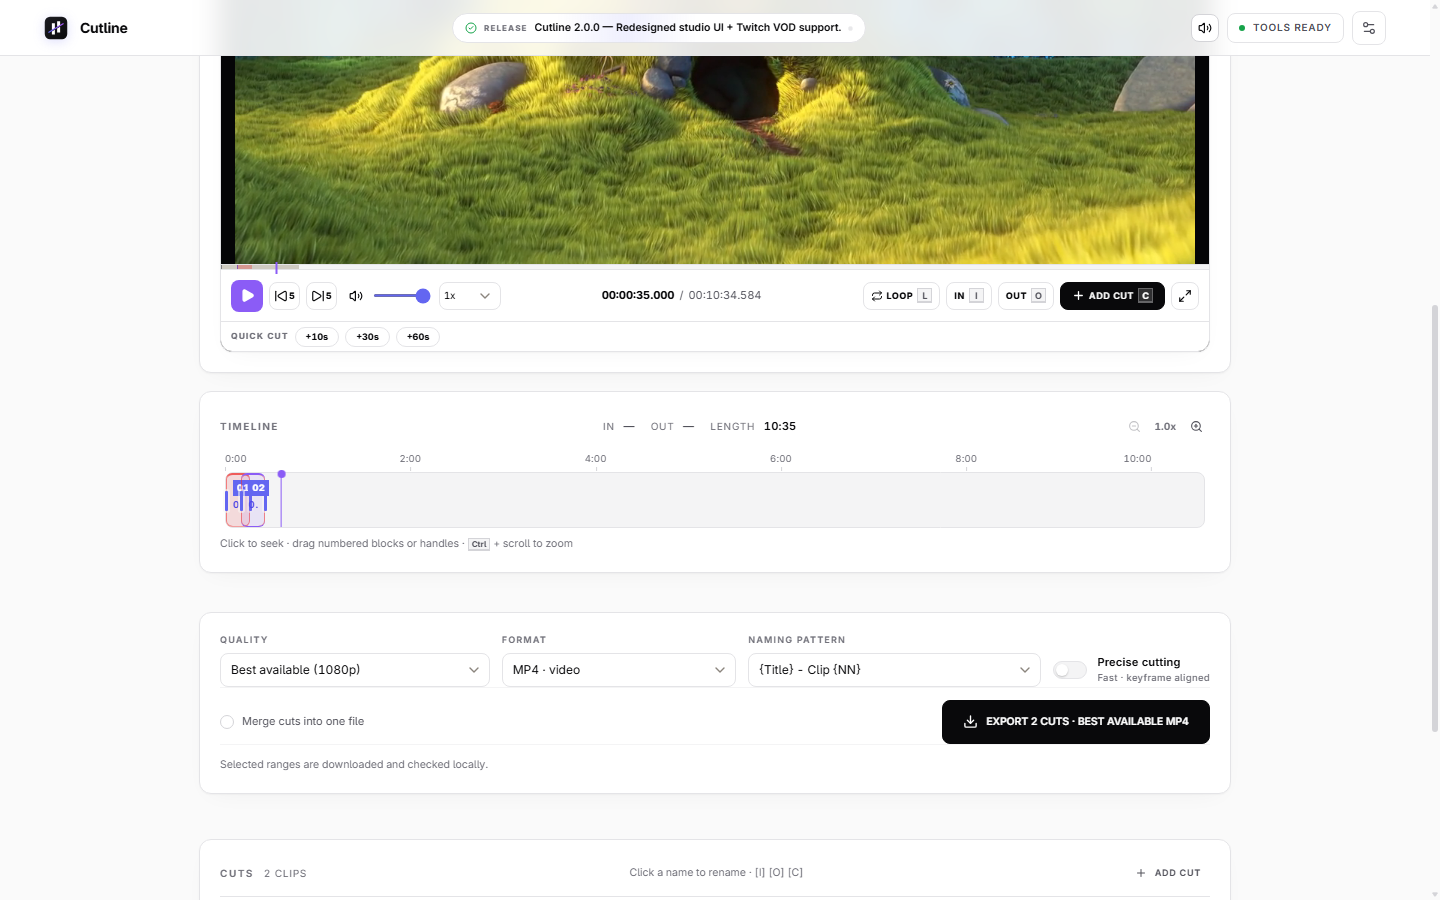 Cutline
RELEASE Cutline 2.0.0 — Redesigned studio UI + Twitch VOD support.
TOOLS READY
5 5 1x
00:00:35.000 / 00:10:34.584
LOOP L IN I OUT O + ADD CUT C
QUICK CUT +10s +30s +60s
TIMELINE IN — OUT — LENGTH 10:35 1.0x
0:00 2:00 4:00 6:00 8:00 10:00
01 02
0. 0.
Click to seek · drag numbered blocks or handles · Ctrl + scroll to zoom
QUALITY FORMAT NAMING PATTERN
Best available (1080p) MP4 · video {Title} - Clip {NN} Precise cutting
Fast · keyframe aligned
Merge cuts into one file EXPORT 2 CUTS · BEST AVAILABLE MP4
Selected ranges are downloaded and checked locally.
CUTS 2 CLIPS Click a name to rename · [I] [O] [C] + ADD CUT